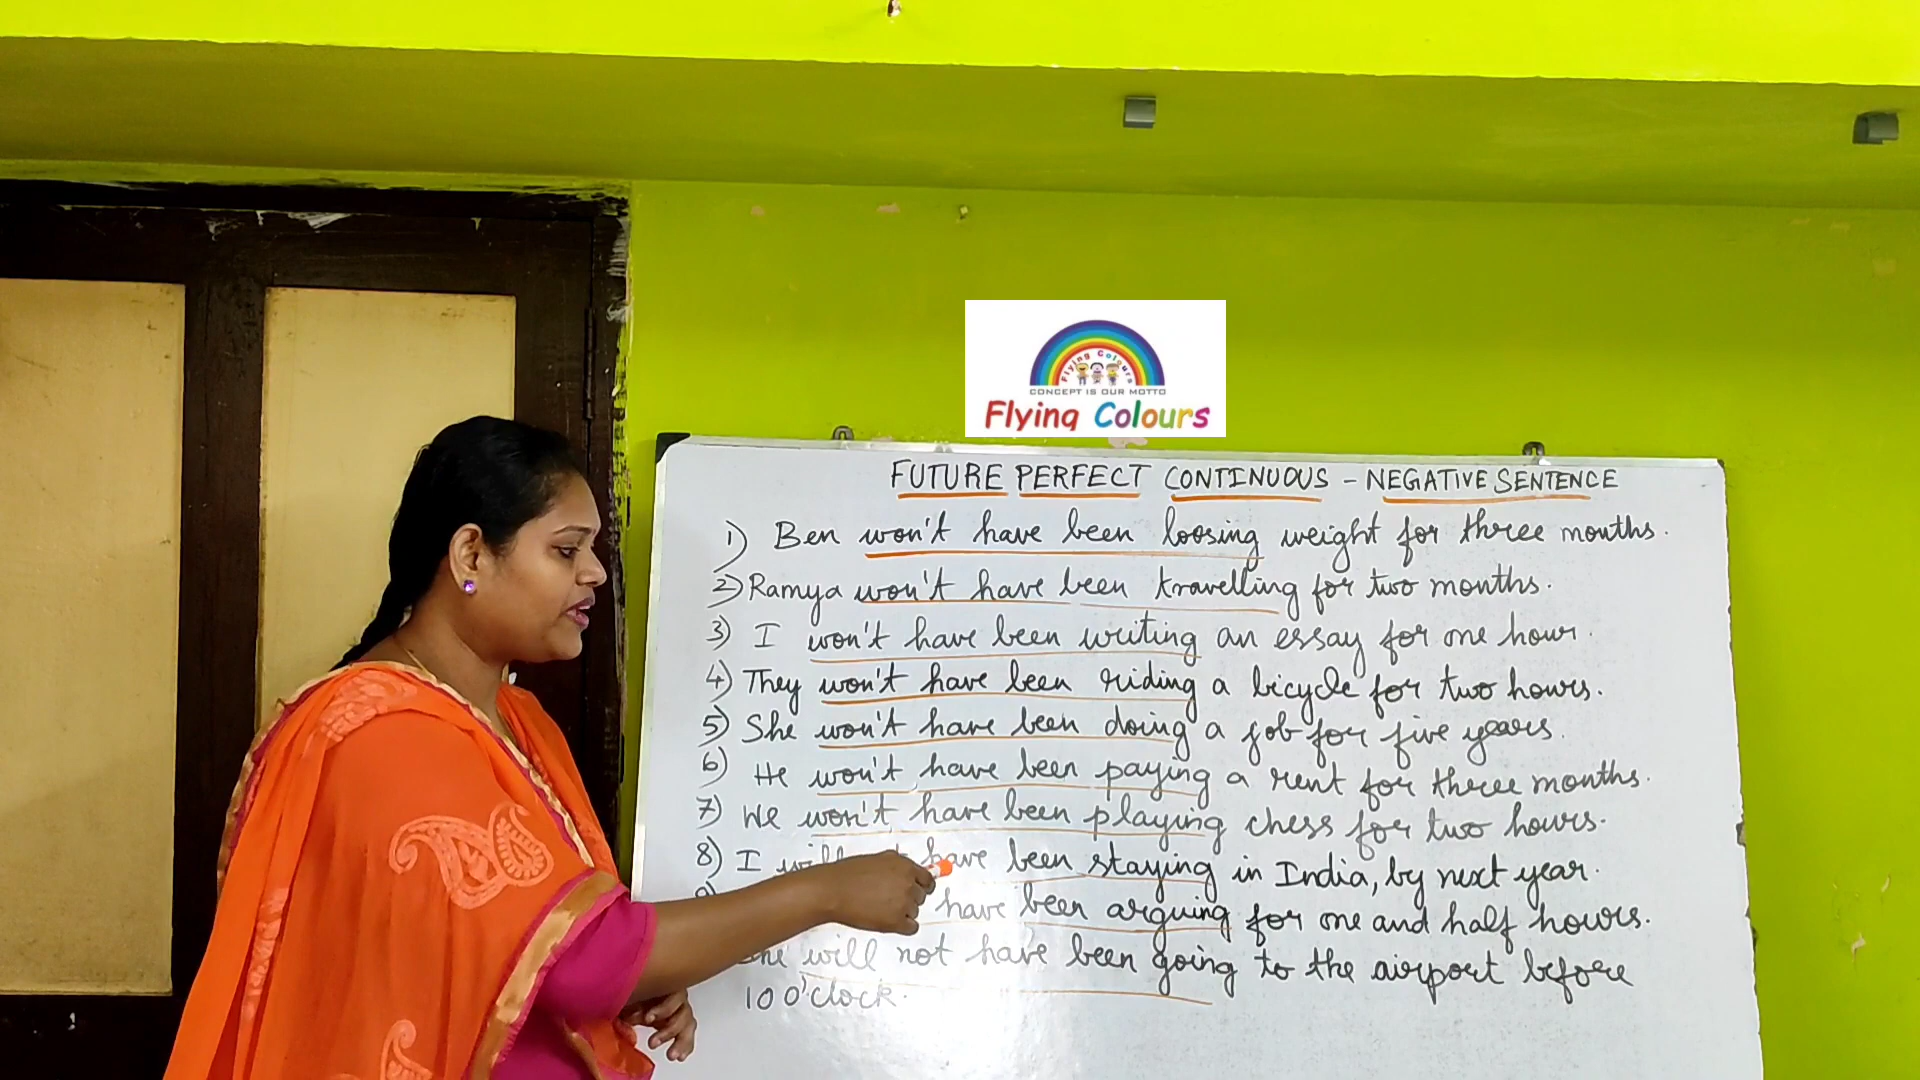 Flying Colours
CONCEPT IS OUR MOTTO
Flying Colours
FUTURE PERFECT CONTINUOUS - NEGATIVE SENTENCE
1) Ben won't have been loosing weight for three months.
2) Ramya won't have been travelling for two months.
3) I won't have been writing an essay for one hour.
4) They won't have been riding a bicycle for two hours.
5) She won't have been doing a job for five years.
6) He won't have been paying a rent for three months.
7) We won't have been playing chess for two hours.
8) I have been staying in India, by next year.
have been arguing for one and half hours.
will not have been going to the airport before
10 O'clock.